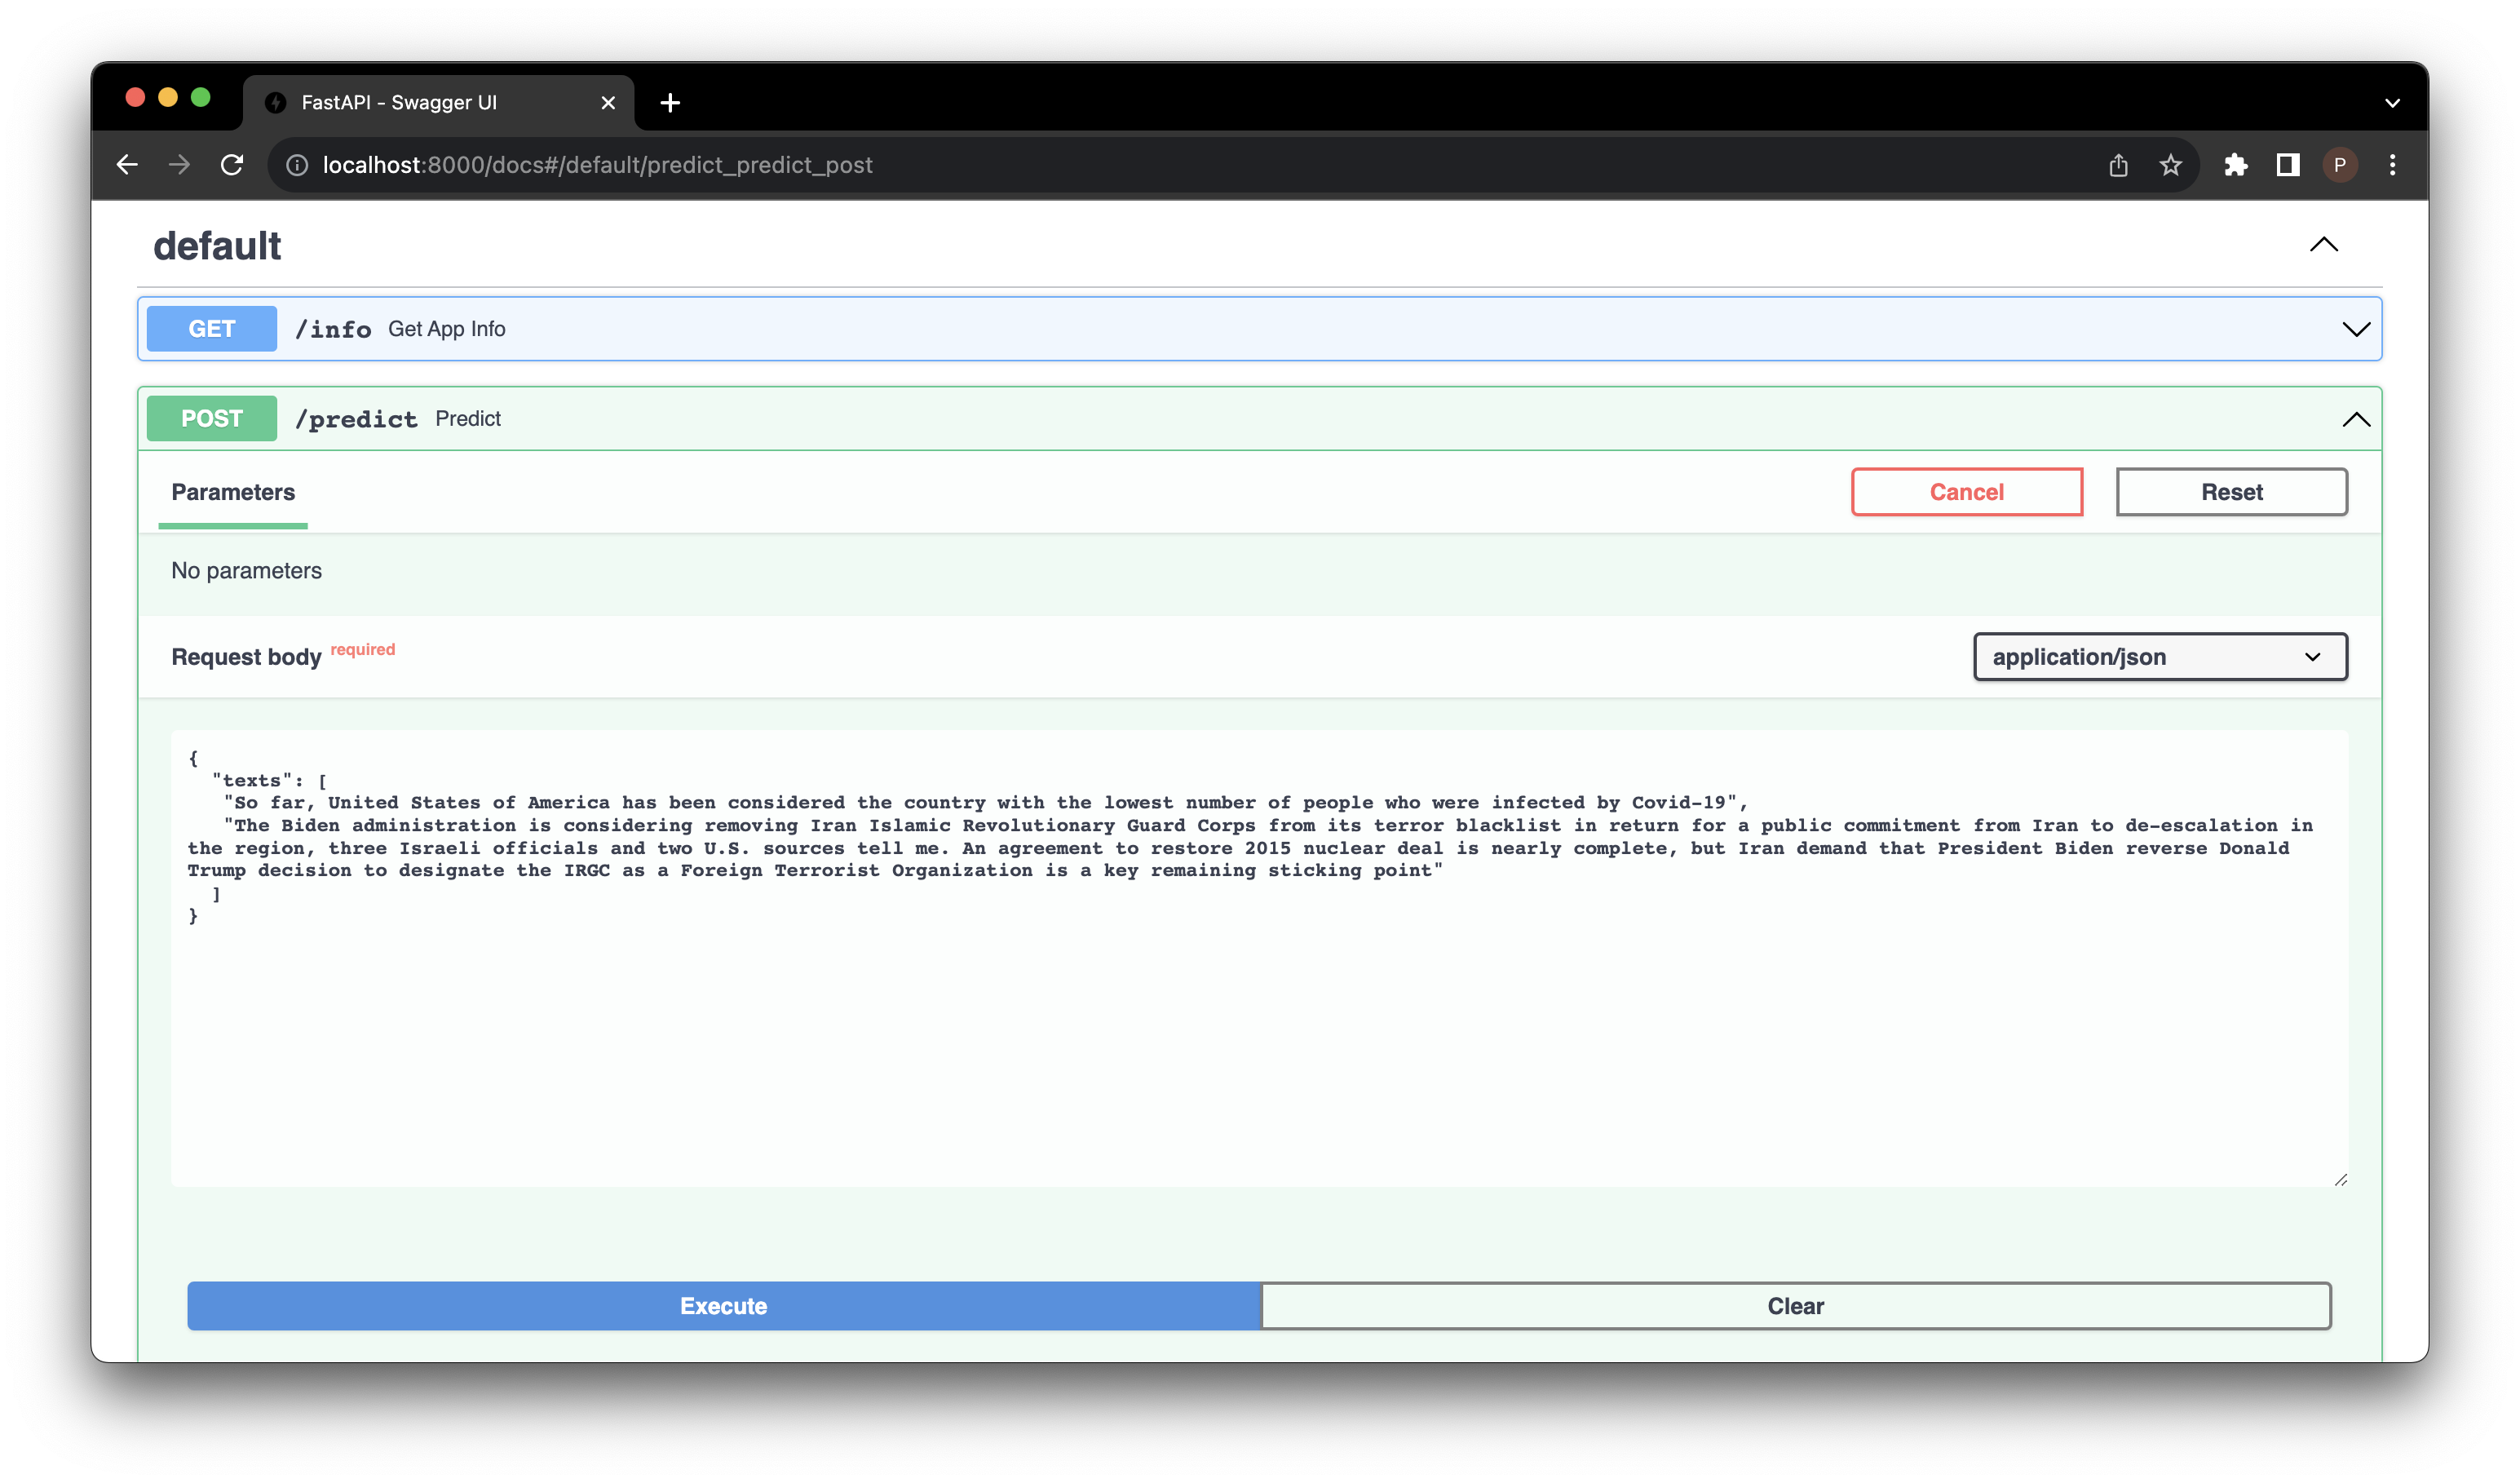 FastAPI - Swagger UI
localhost:8000/docs#/default/predict_predict_post
P
default
GET /info Get App Info
POST /predict Predict
Parameters
Cancel
Reset
No parameters
Request body required
application/json
{
"texts": [
"So far, United States of America has been considered the country with the lowest number of people who were infected by Covid-19",
"The Biden administration is considering removing Iran Islamic Revolutionary Guard Corps from its terror blacklist in return for a public commitment from Iran to de-escalation in
the region, three Israeli officials and two U.S. sources tell me. An agreement to restore 2015 nuclear deal is nearly complete, but Iran demand that President Biden reverse Donald
Trump decision to designate the IRGC as a Foreign Terrorist Organization is a key remaining sticking point"
]
}
Execute
Clear